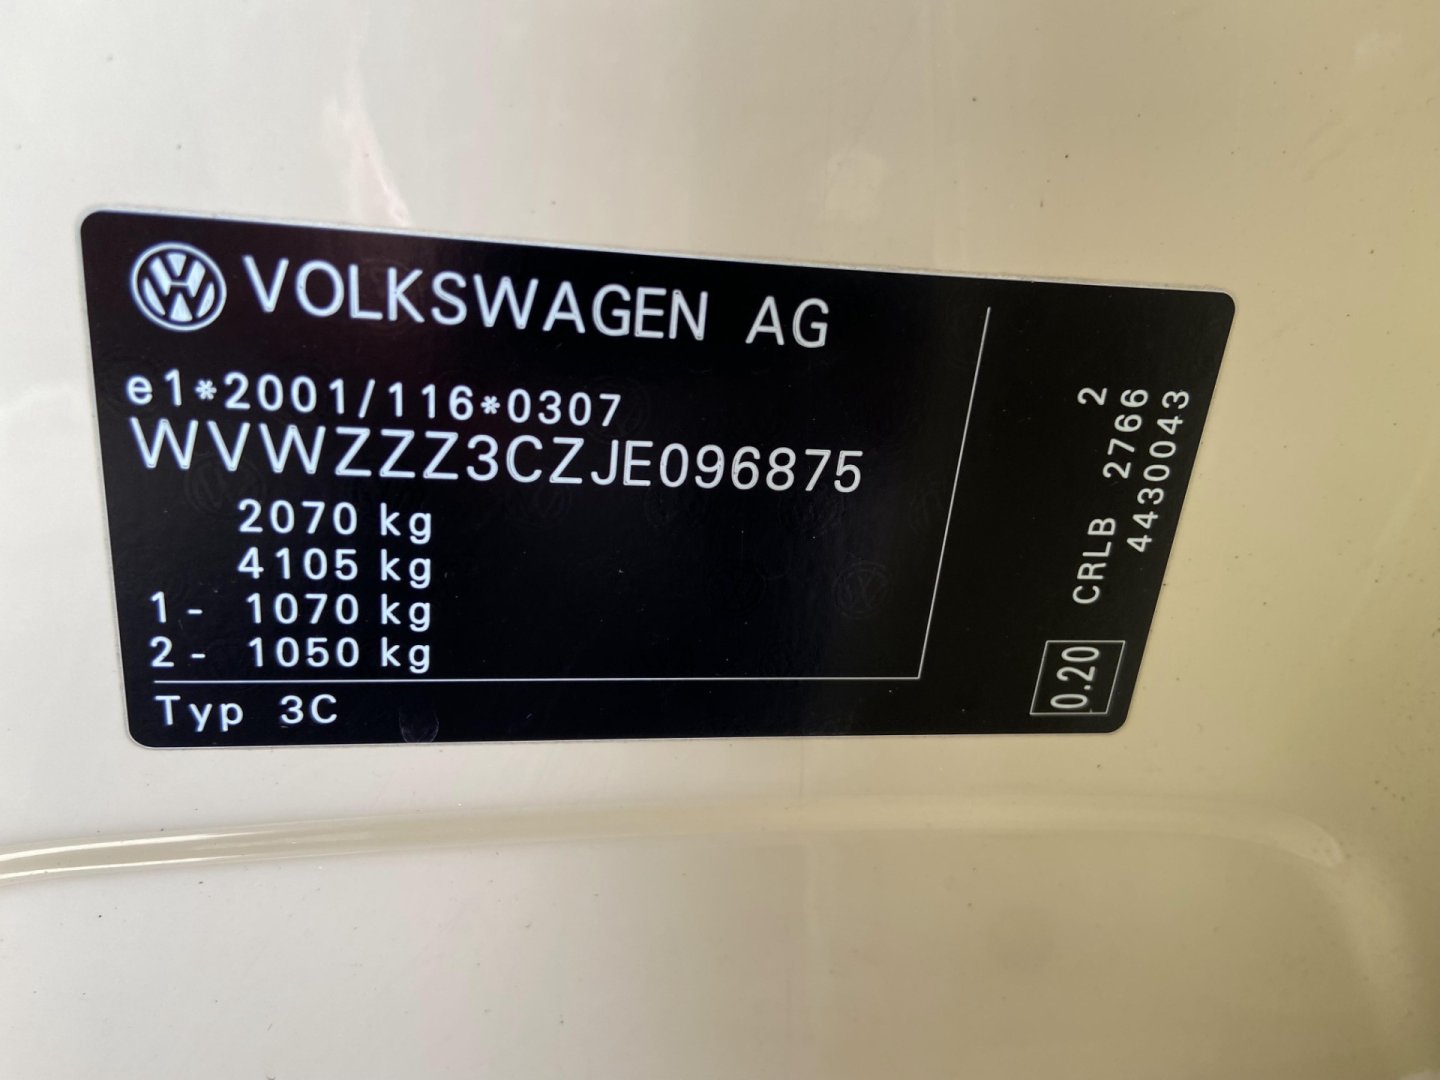 VOLKSWAGEN AG
e1*2001/116*0307
WVWZZZ3CZJE096875
2070 kg
4105 kg
1- 1070 kg
2- 1050 kg
Typ 3C
2
CRLB 2766
4430043
0.20